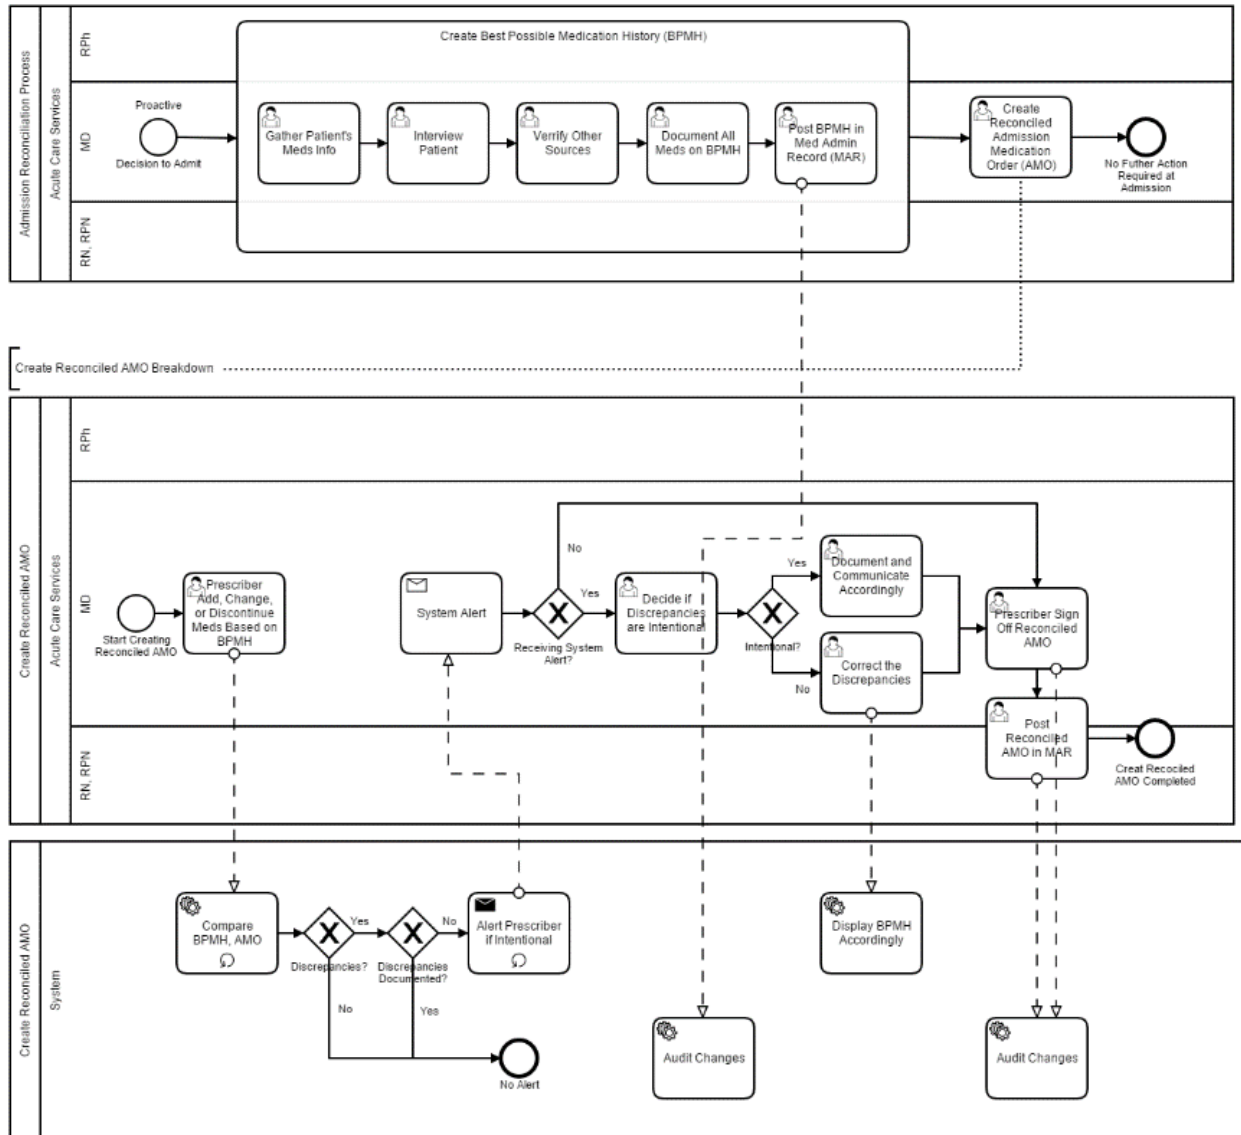 Admission Reconciliation Process
Acute Care Services
RPh
MD
RN, RPN
Create Best Possible Medication History (BPMH)
Proactive
Decision to Admit
Gather Patient's
Meds Info
Interview
Patient
Verrify Other
Sources
Document All
Meds on BPMH
Post BPMH in
Med Admin
Record (MAR)
Create
Reconciled
Admission
Medication
Order (AMO)
No Futher Action
Required at
Admission
Create Reconciled AMO Breakdown
Create Reconciled AMO
Acute Care Services
RPh
MD
RN, RPN
Start Creating
Reconciled AMO
Prescriber
Add, Change,
or Discontinue
Meds Based on
BPMH
System Alert
Receiving System
Alert?
No
Yes
Decide if
Discrepancies
are Intentional
Intentional?
Yes
No
Document and
Communicate
Accordingly
Correct the
Discrepancies
Prescriber Sign
Off Reconciled
AMO
Post
Reconciled
AMO in MAR
Creat Recociled
AMO Completed
Create Reconciled AMO
System
Compare
BPMH, AMO
Discrepancies?
Yes
No
Discrepancies
Documented?
No
Yes
Alert Prescriber
if Intentional
No Alert
Audit Changes
Display BPMH
Accordingly
Audit Changes